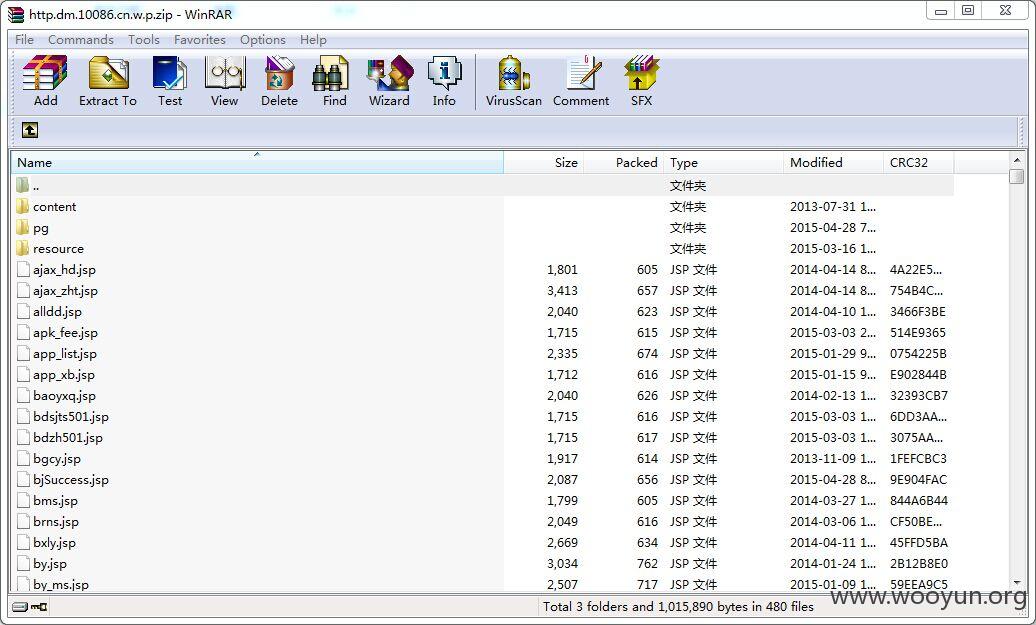 http.dm.10086.cn.w.p.zip - WinRAR
File Commands Tools Favorites Options Help
Add Extract To Test View Delete Find Wizard Info VirusScan Comment SFX
Name Size Packed Type Modified CRC32
.. 文件夹
content 文件夹 2013-07-31 1...
pg 文件夹 2015-04-28 7...
resource 文件夹 2015-03-16 1...
ajax_hd.jsp 1,801 605 JSP 文件 2014-04-14 8... 4A22E5...
ajax_zht.jsp 3,413 657 JSP 文件 2014-04-14 8... 754B4C...
alldd.jsp 2,040 623 JSP 文件 2014-04-10 1... 3466F3BE
apk_fee.jsp 1,715 615 JSP 文件 2015-03-03 2... 514E9365
app_list.jsp 2,335 674 JSP 文件 2015-01-29 9... 0754225B
app_xb.jsp 1,712 616 JSP 文件 2015-01-15 9... E902844B
baoyxq.jsp 2,040 626 JSP 文件 2014-02-13 1... 32393CB7
bdsjts501.jsp 1,715 616 JSP 文件 2015-03-03 1... 6DD3AA...
bdzh501.jsp 1,715 617 JSP 文件 2015-03-03 1... 3075AA...
bgcy.jsp 1,917 614 JSP 文件 2013-11-09 1... 1FEFCBC3
bjSuccess.jsp 2,087 656 JSP 文件 2015-04-28 8... 9E904FAC
bms.jsp 1,799 605 JSP 文件 2014-03-27 1... 844A6B44
brns.jsp 2,049 616 JSP 文件 2014-03-06 1... CF50BE...
bxly.jsp 2,669 634 JSP 文件 2014-04-11 1... 45FFD5BA
by.jsp 3,034 762 JSP 文件 2014-01-24 1... 2B12B8E0
by_ms.jsp 2,507 717 JSP 文件 2015-01-09 1... 59EEA9C5
Total 3 folders and 1,015,890 bytes in 480 files
www.wooyun.org